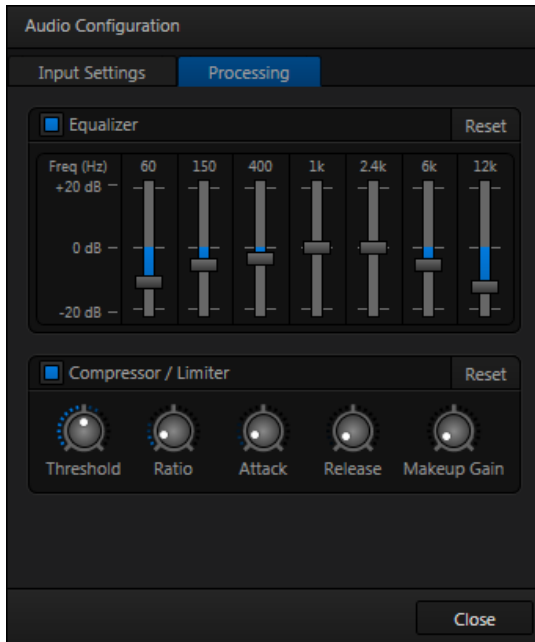 Audio Configuration
Input Settings Processing
Equalizer Reset
Freq (Hz) 60 150 400 1k 2.4k 6k 12k
+20 dB
0 dB
-20 dB
Compressor / Limiter Reset
Threshold Ratio Attack Release Makeup Gain
Close